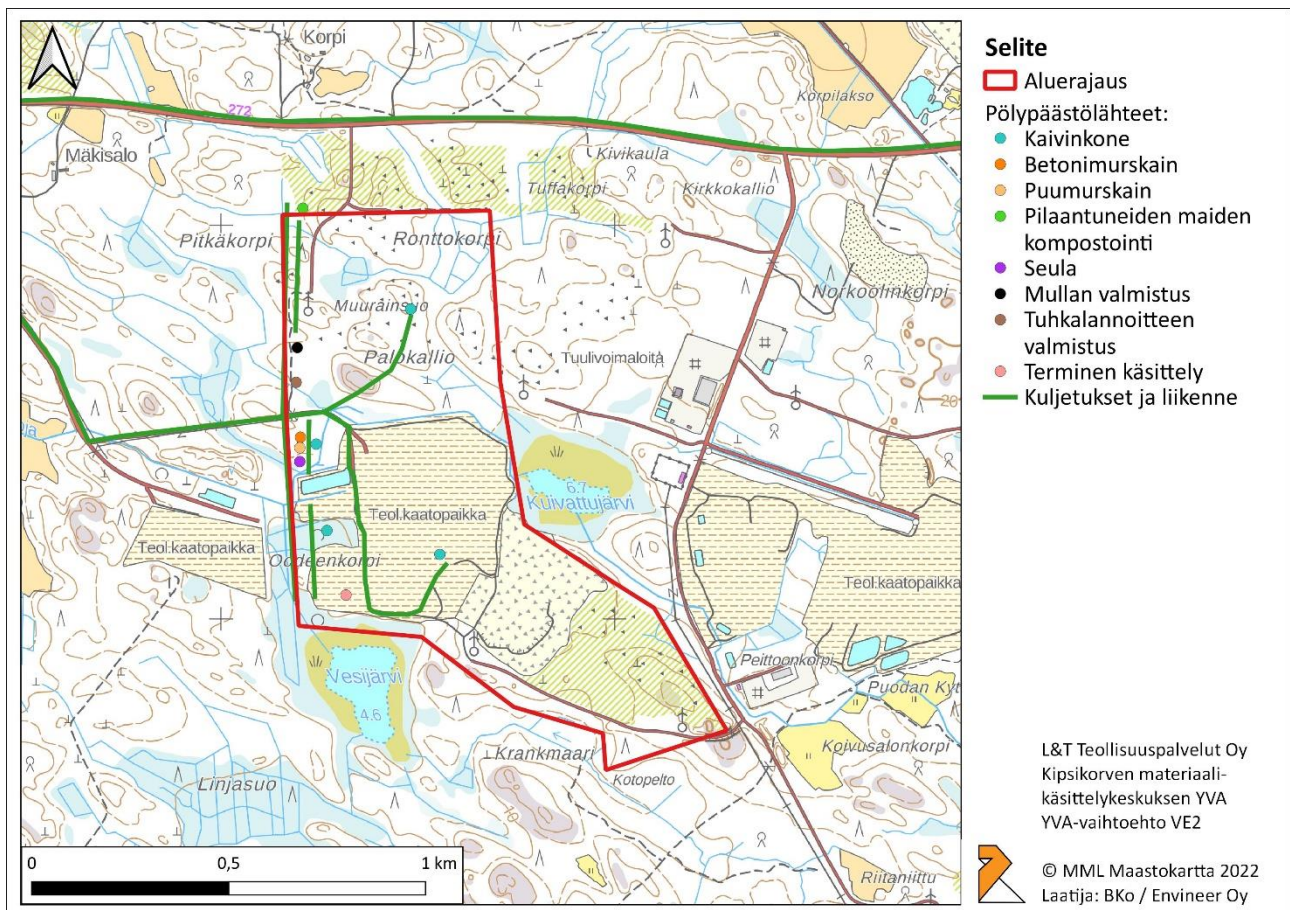 Korpi
272
Korpilakso
Mäkisalo
Kivikaula
Tuffakorpi
Kirkkokallio
Pitkäkorpi
Ronttokorpi
Norkoolinkorpi
Muuräinsuo
Palokallio
Tuulivoimaloita
6.7
Kuivattujärvi
Teol.kaatopaikka
Teol.kaatopaikka
Oddeenkorpi
Teol.kaatopaikka
Peittoonkorpi
Puodan Kyt
Vesijärvi
4.6
Koivusalonkorpi
Krankmaari
Kotopelto
Linjasuo
Riitaniittu
0
0,5
1 km
Selite
Aluerajaus
Pölypäästölähteet:
Kaivinkone
Betonimurskain
Puumurskain
Pilaantuneiden maiden
kompostointi
Seula
Mullan valmistus
Tuhkalannoitteen
valmistus
Terminen käsittely
Kuljetukset ja liikenne
L&T Teollisuuspalvelut Oy
Kipsikorven materiaali-
käsittelykeskuksen YVA
YVA-vaihtoehto VE2
© MML Maastokartta 2022
Laatija: BKo / Envineer Oy